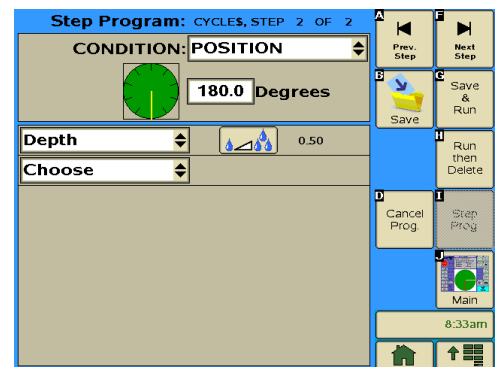 Step Program: CYCLE$, STEP 2 OF 2
CONDITION: POSITION
180.0 Degrees
Depth 0.50
Choose
A
Prev.
Step
F
Next
Step
B
Save
G
Save
&
Run
H
Run
then
Delete
D
Cancel
Prog.
I
Step
Prog
J
Main
8:33am